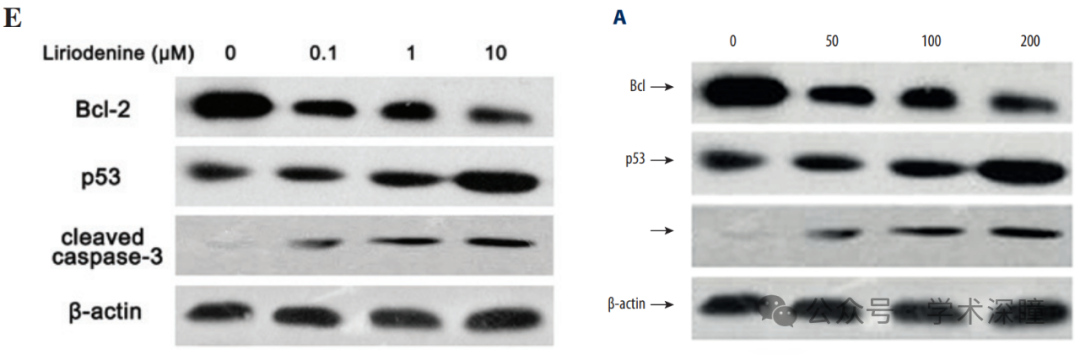 E
Liriodenine (μM) 0 0.1 1 10
Bcl-2
p53
cleaved
caspase-3
β-actin
A
0 50 100 200
Bcl
p53
β-actin
公众号 学术深瞳